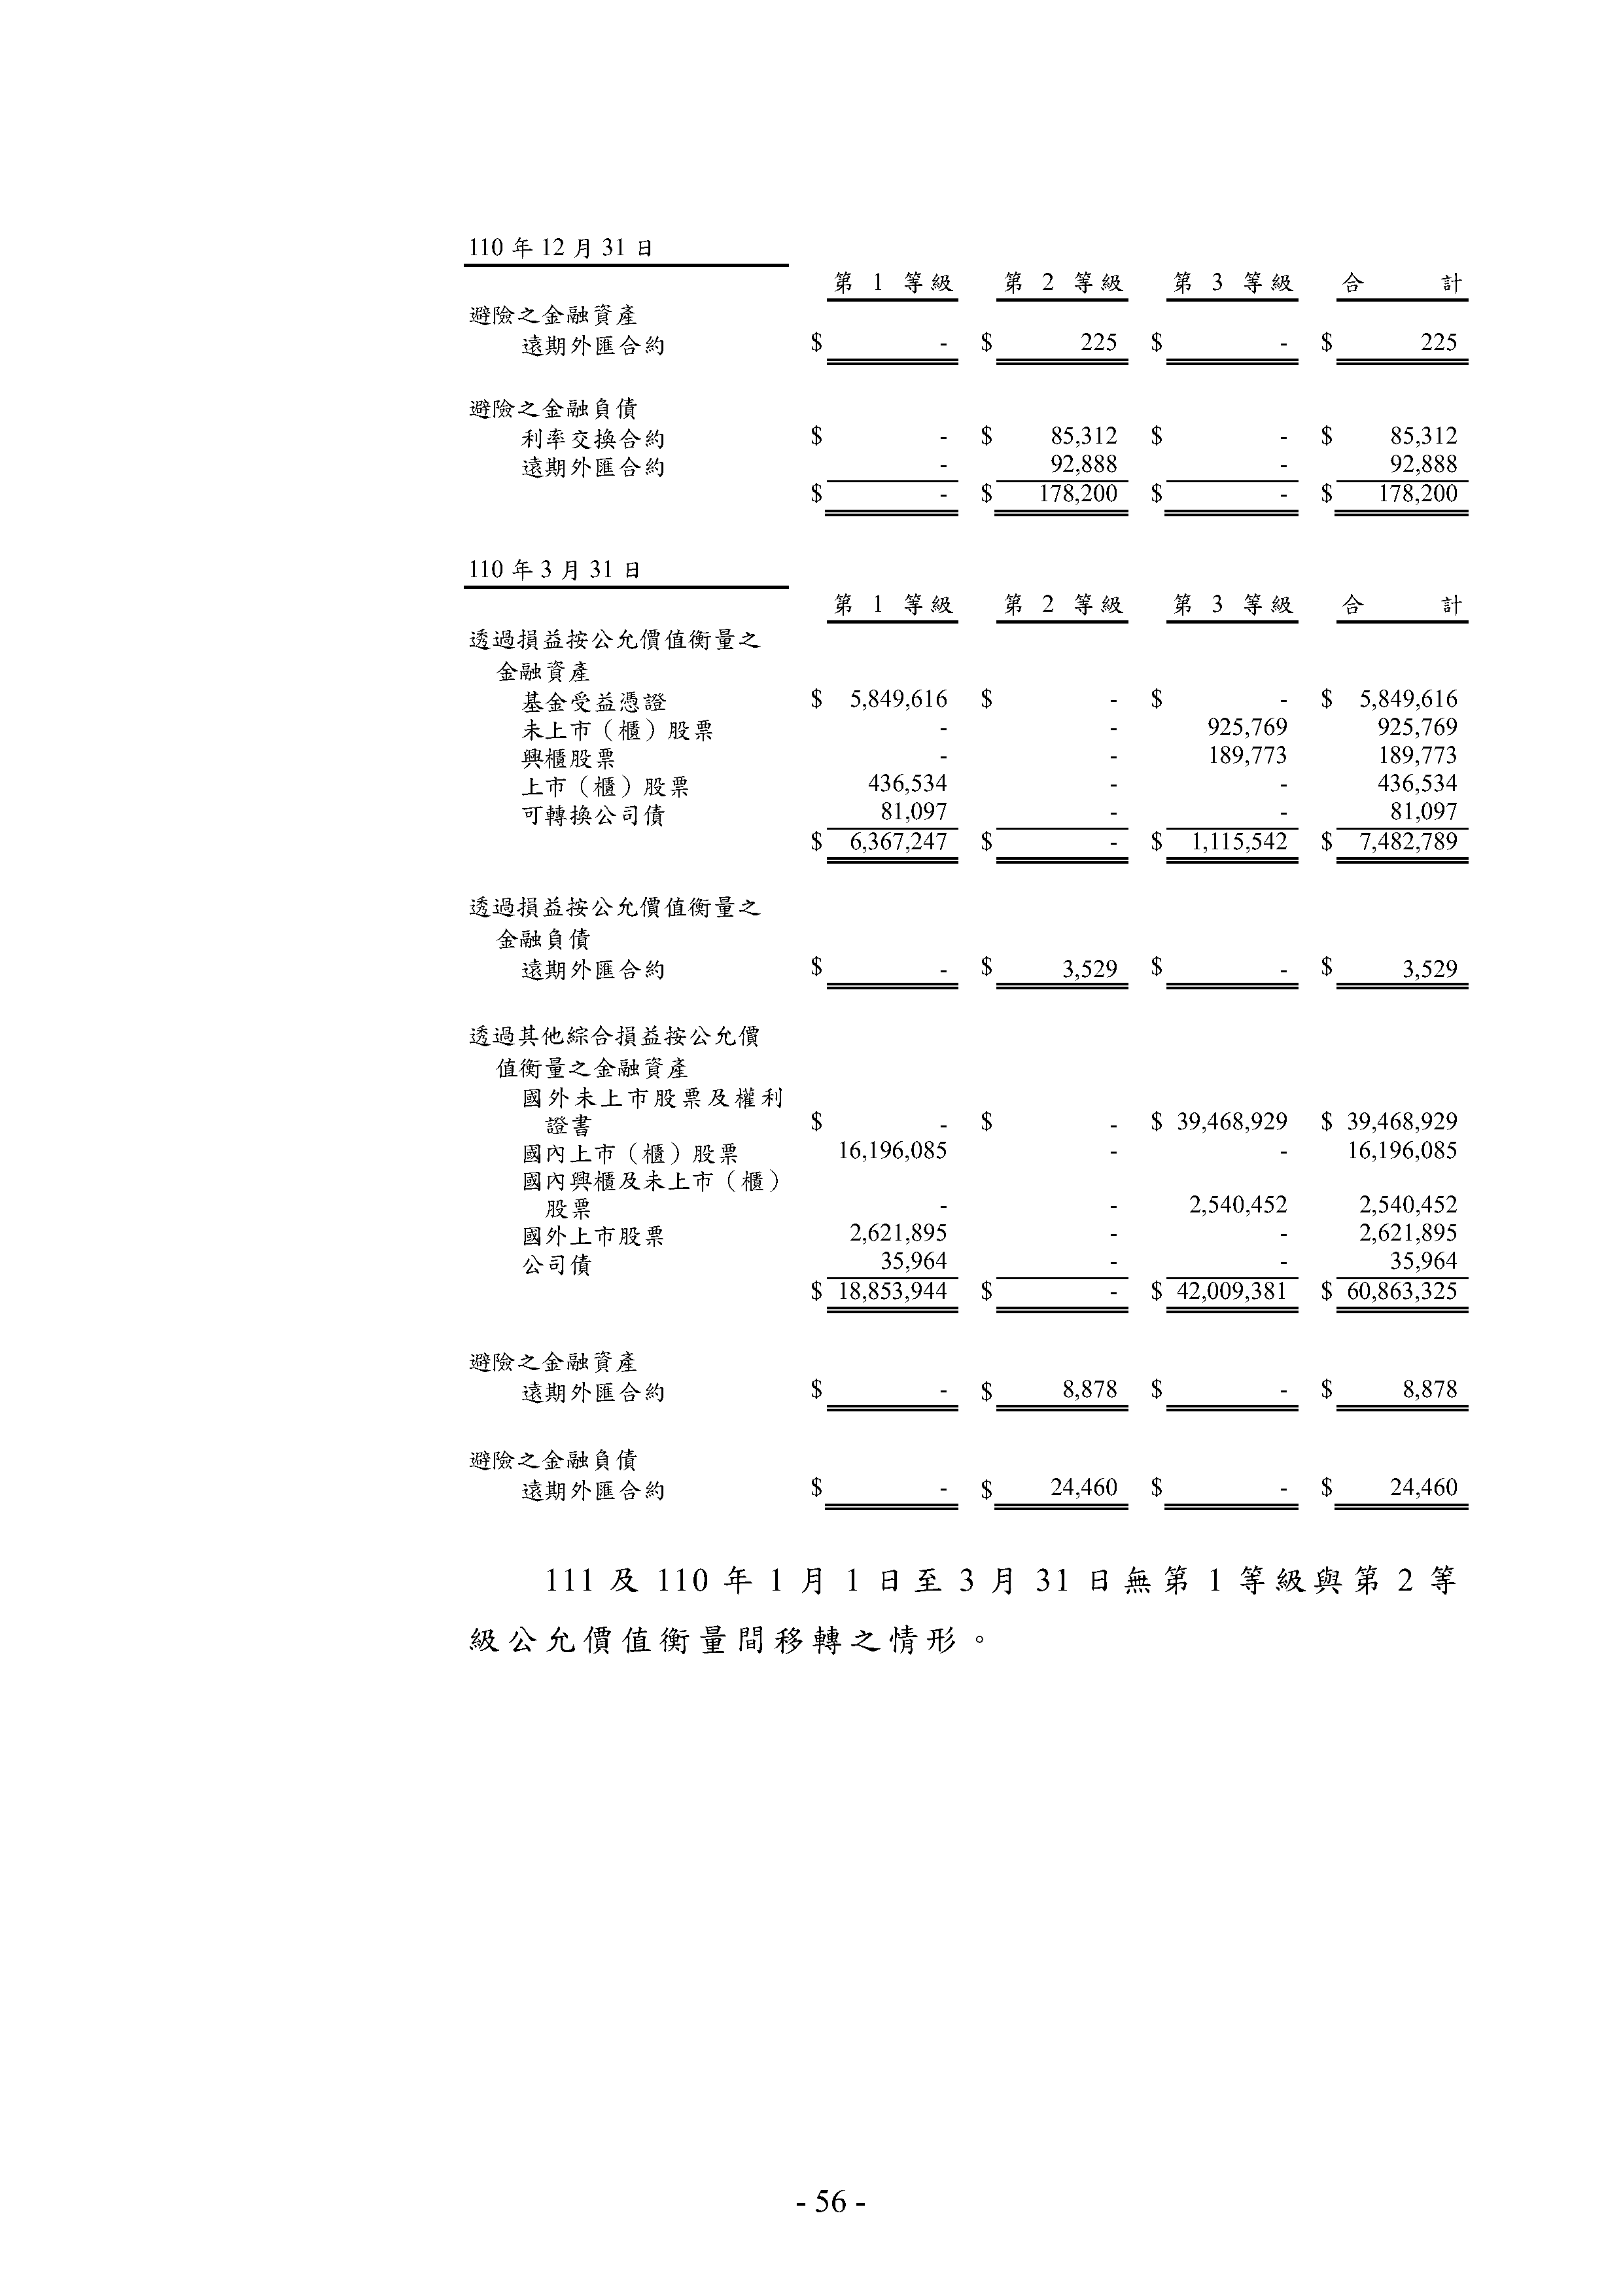 110 年 12 月 31 日
第 1 等級 第 2 等級 第 3 等級 合 計
避險之金融資產
遠期外匯合約 $ - $ 225 $ - $ 225
避險之金融負債
利率交換合約 $ - $ 85,312 $ - $ 85,312
遠期外匯合約 - 92,888 - 92,888
$ - $ 178,200 $ - $ 178,200
110 年 3 月 31 日
第 1 等級 第 2 等級 第 3 等級 合 計
透過損益按公允價值衡量之
金融資產
基金受益憑證 $ 5,849,616 $ - $ - $ 5,849,616
未上市（櫃）股票 - - 925,769 925,769
興櫃股票 - - 189,773 189,773
上市（櫃）股票 436,534 - - 436,534
可轉換公司債 81,097 - - 81,097
$ 6,367,247 $ - $ 1,115,542 $ 7,482,789
透過損益按公允價值衡量之
金融負債
遠期外匯合約 $ - $ 3,529 $ - $ 3,529
透過其他綜合損益按公允價
值衡量之金融資產
國外未上市股票及權利
證書 $ - $ - $ 39,468,929 $ 39,468,929
國內上市（櫃）股票 16,196,085 - - 16,196,085
國內興櫃及未上市（櫃）
股票 - - 2,540,452 2,540,452
國外上市股票 2,621,895 - - 2,621,895
公司債 35,964 - - 35,964
$ 18,853,944 $ - $ 42,009,381 $ 60,863,325
避險之金融資產
遠期外匯合約 $ - $ 8,878 $ - $ 8,878
避險之金融負債
遠期外匯合約 $ - $ 24,460 $ - $ 24,460
111 及 110 年 1 月 1 日至 3 月 31 日無第 1 等級與第 2 等
級公允價值衡量間移轉之情形。
- 56 -